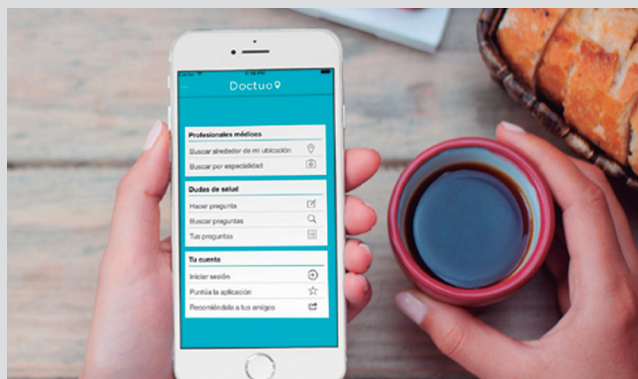 Doctuo
Profesionales médicos
Buscar alrededor de mi ubicación
Buscar por especialidad
Dudas de salud
Hacer pregunta
Buscar preguntas
Tus preguntas
Tu cuenta
Iniciar sesión
Puntúa la aplicación
Recomiéndala a tus amigos